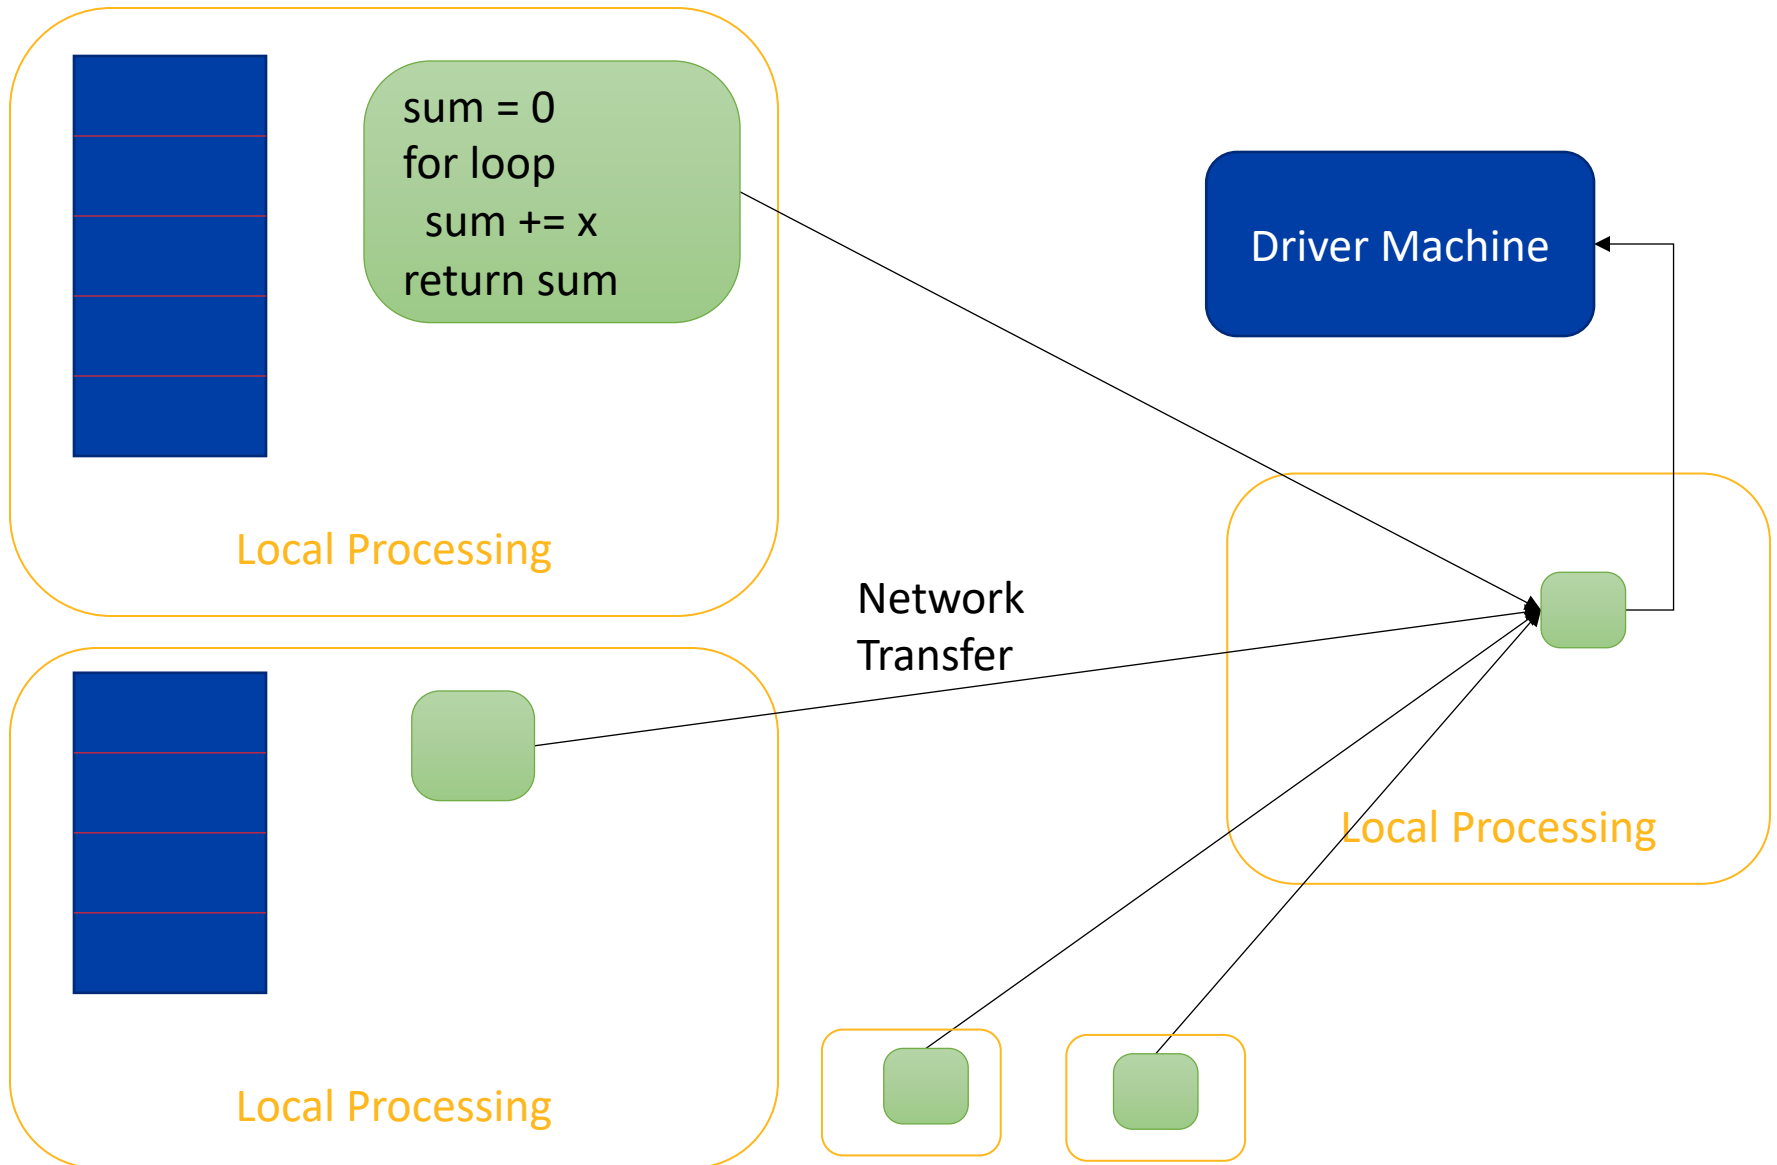 sum = 0
for loop
  sum += x
return sum
Local Processing
Driver Machine
Network
Transfer
Local Processing
Local Processing